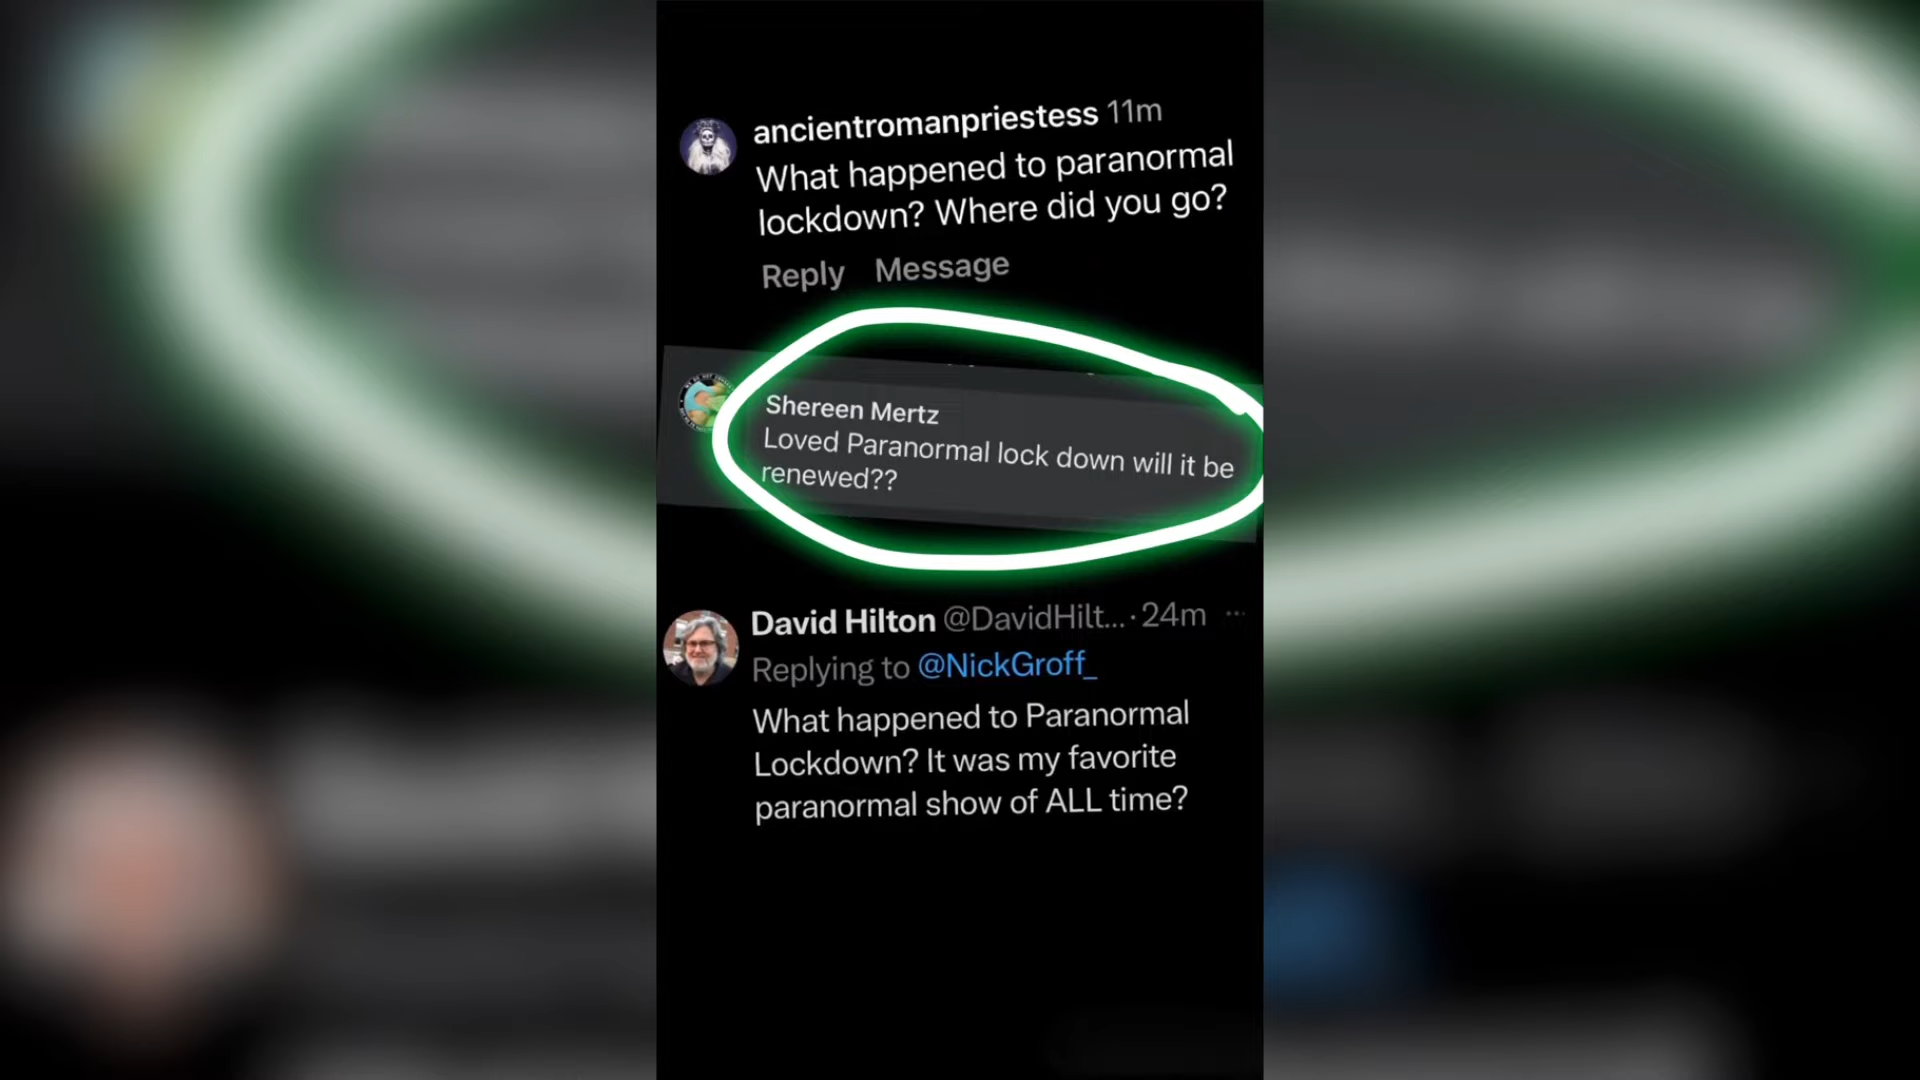 ancientromanpriestess 11m
What happened to paranormal
lockdown? Where did you go?
Reply Message
Shereen Mertz
Loved Paranormal lock down will it be
renewed??
David Hilton @DavidHilt... · 24m ...
Replying to @NickGroff_
What happened to Paranormal
Lockdown? It was my favorite
paranormal show of ALL time?